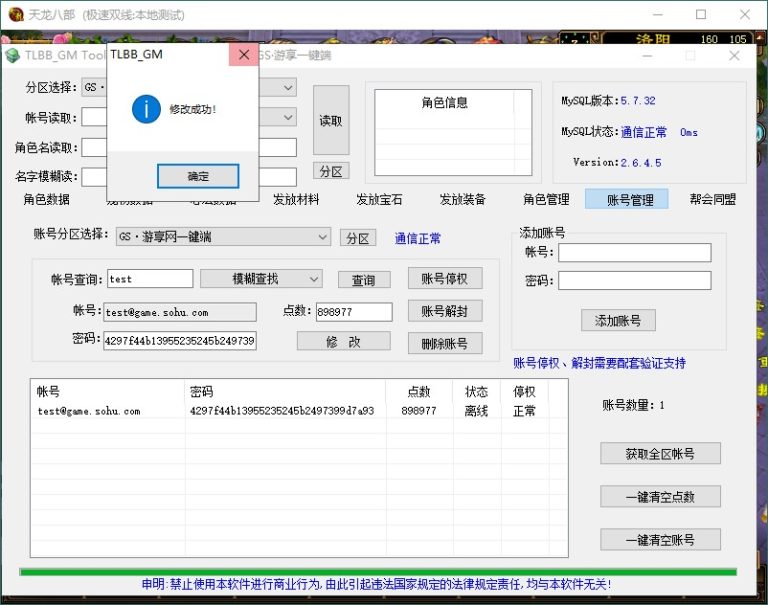 天龙八部 (极速双线:本地测试)
洛阳 160 105
TLBB_GM Tool
GS·游享一键端
TLBB_GM
修改成功!
确定
分区选择: GS·
帐号读取:
角色名读取:
名字模糊读:
读取
分区
角色信息
MySQL版本: 5.7.32
MySQL状态: 通信正常 0ms
Version: 2.6.4.5
角色数据
发放材料
发放宝石
发放装备
角色管理
账号管理
帮会同盟
账号分区选择: GS·游享网一键端
分区
通信正常
帐号查询: test
模糊查找
查询
账号停权
帐号: test@game.sohu.com
点数: 898977
账号解封
密码: 4297f44b13955235245b249739
修 改
删除账号
添加账号
帐号:
密码:
添加账号
账号停权、解封需要配套验证支持
帐号 密码 点数 状态 停权
test@game.sohu.com 4297f44b13955235245b2497399d7a93 898977 离线 正常
账号数量: 1
获取全区帐号
一键清空点数
一键清空账号
申明:禁止使用本软件进行商业行为,由此引起违法国家规定的法律规定责任,均与本软件无关!